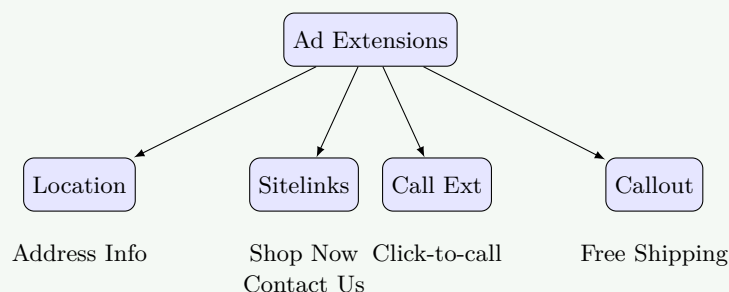 Ad Extensions
Location
Sitelinks
Call Ext
Callout
Address Info
Shop Now
Contact Us
Click-to-call
Free Shipping